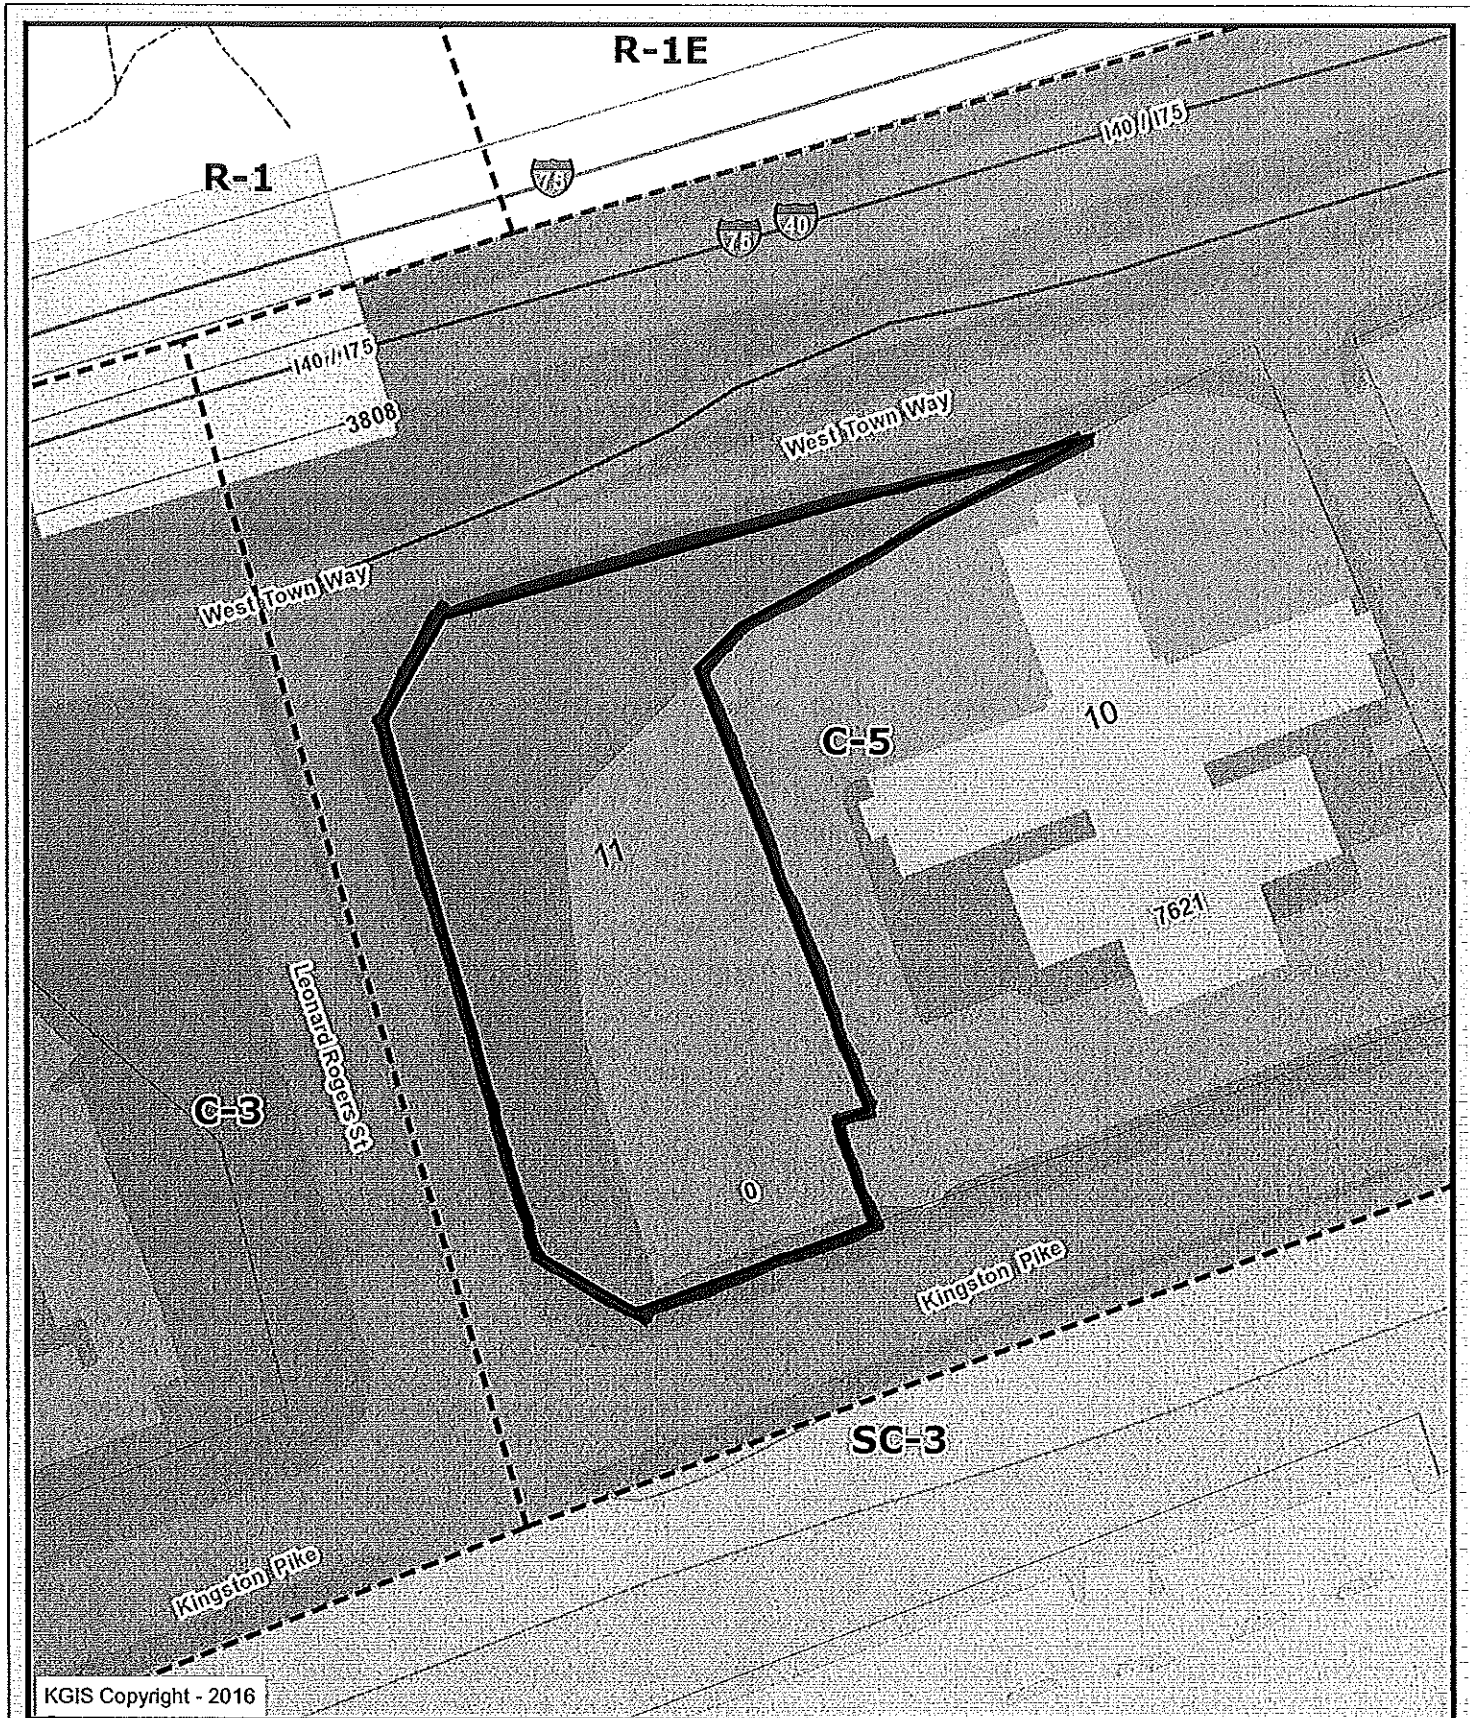 R-1E
I40 / I75
R-1
75
75
40
I40 / I75
3808
West Town Way
West Town Way
10
C-5
11
7621
Leonard Rogers St
C-3
0
Kingston Pike
SC-3
Kingston Pike
KGIS Copyright - 2016